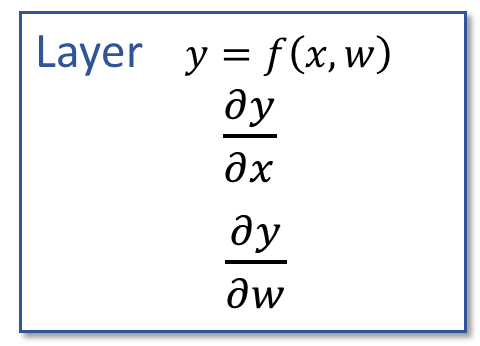 Layer y = f(x, w)
∂y
∂x
∂y
∂w